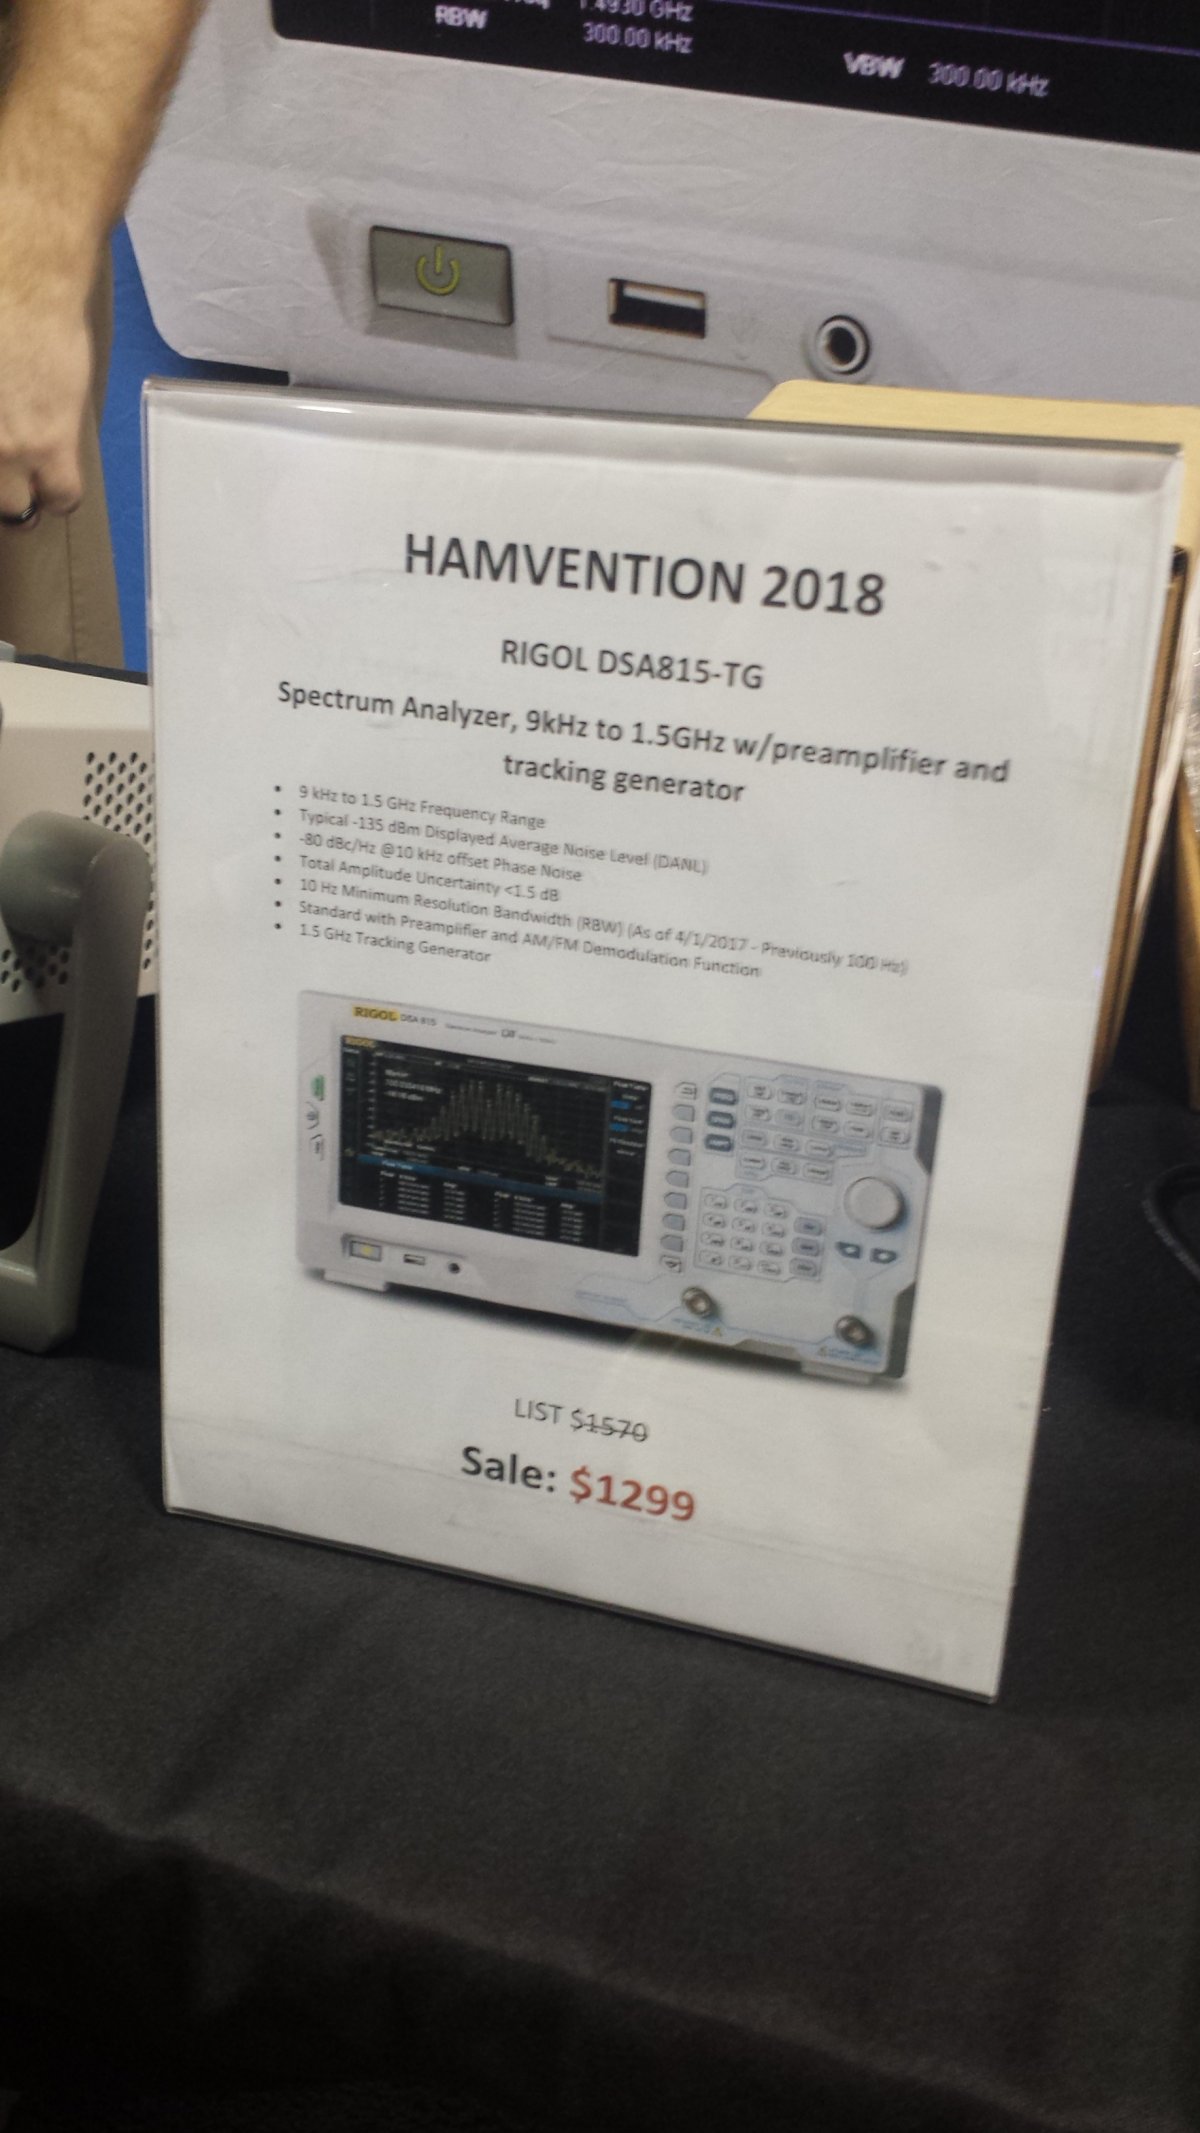 RBW
300.00 kHz
VBW 300.00 kHz
HAMVENTION 2018
RIGOL DSA815-TG
Spectrum Analyzer, 9kHz to 1.5GHz w/preamplifier and
tracking generator
• 9 kHz to 1.5 GHz Frequency Range
• Typical -135 dBm Displayed Average Noise Level (DANL)
• -80 dBc/Hz @10 kHz offset Phase Noise
• Total Amplitude Uncertainty <1.5 dB
• 10 Hz Minimum Resolution Bandwidth (RBW) (As of 4/1/2017 - Previously 100 Hz)
• Standard with Preamplifier and AM/FM Demodulation Function
• 1.5 GHz Tracking Generator
RIGOL DSA 815
LIST $1570
Sale: $1299